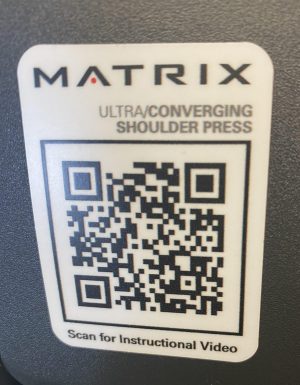 MATRIX
ULTRA/CONVERGING
SHOULDER PRESS
Scan for Instructional Video